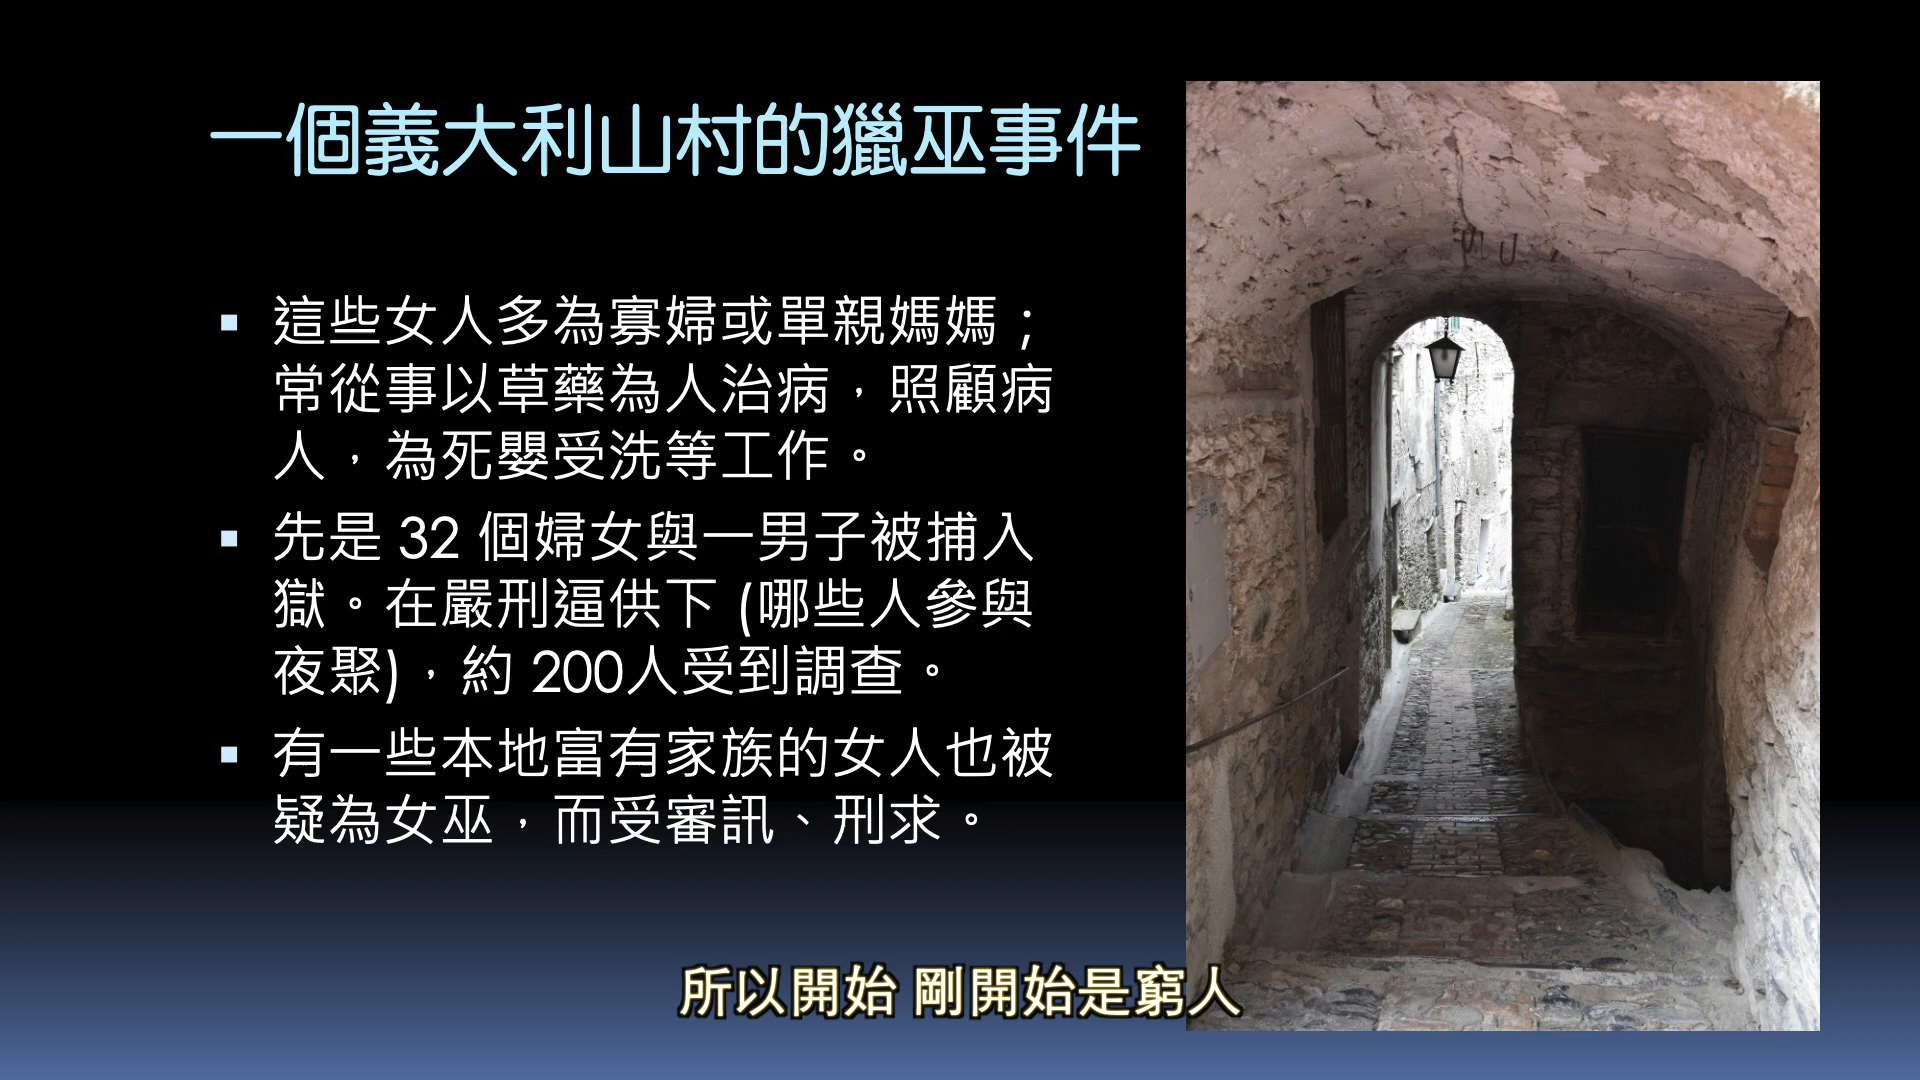 一個義大利山村的獵巫事件
▪ 這些女人多為寡婦或單親媽媽；
常從事以草藥為人治病，照顧病
人，為死嬰受洗等工作。
▪ 先是 32 個婦女與一男子被捕入
獄。在嚴刑逼供下 (哪些人參與
夜聚)，約 200人受到調查。
▪ 有一些本地富有家族的女人也被
疑為女巫，而受審訊、刑求。
所以開始 剛開始是窮人